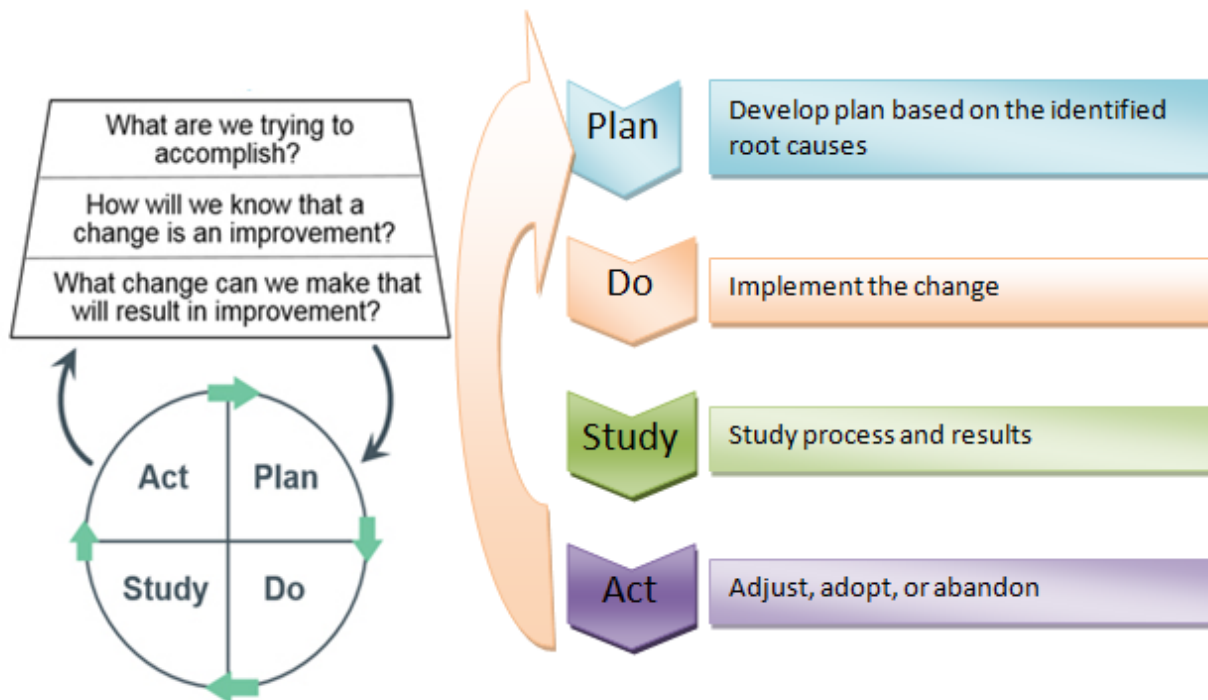 What are we trying to
accomplish?
How will we know that a
change is an improvement?
What change can we make that
will result in improvement?
Act
Plan
Study
Do
Plan
Develop plan based on the identified
root causes
Do
Implement the change
Study
Study process and results
Act
Adjust, adopt, or abandon